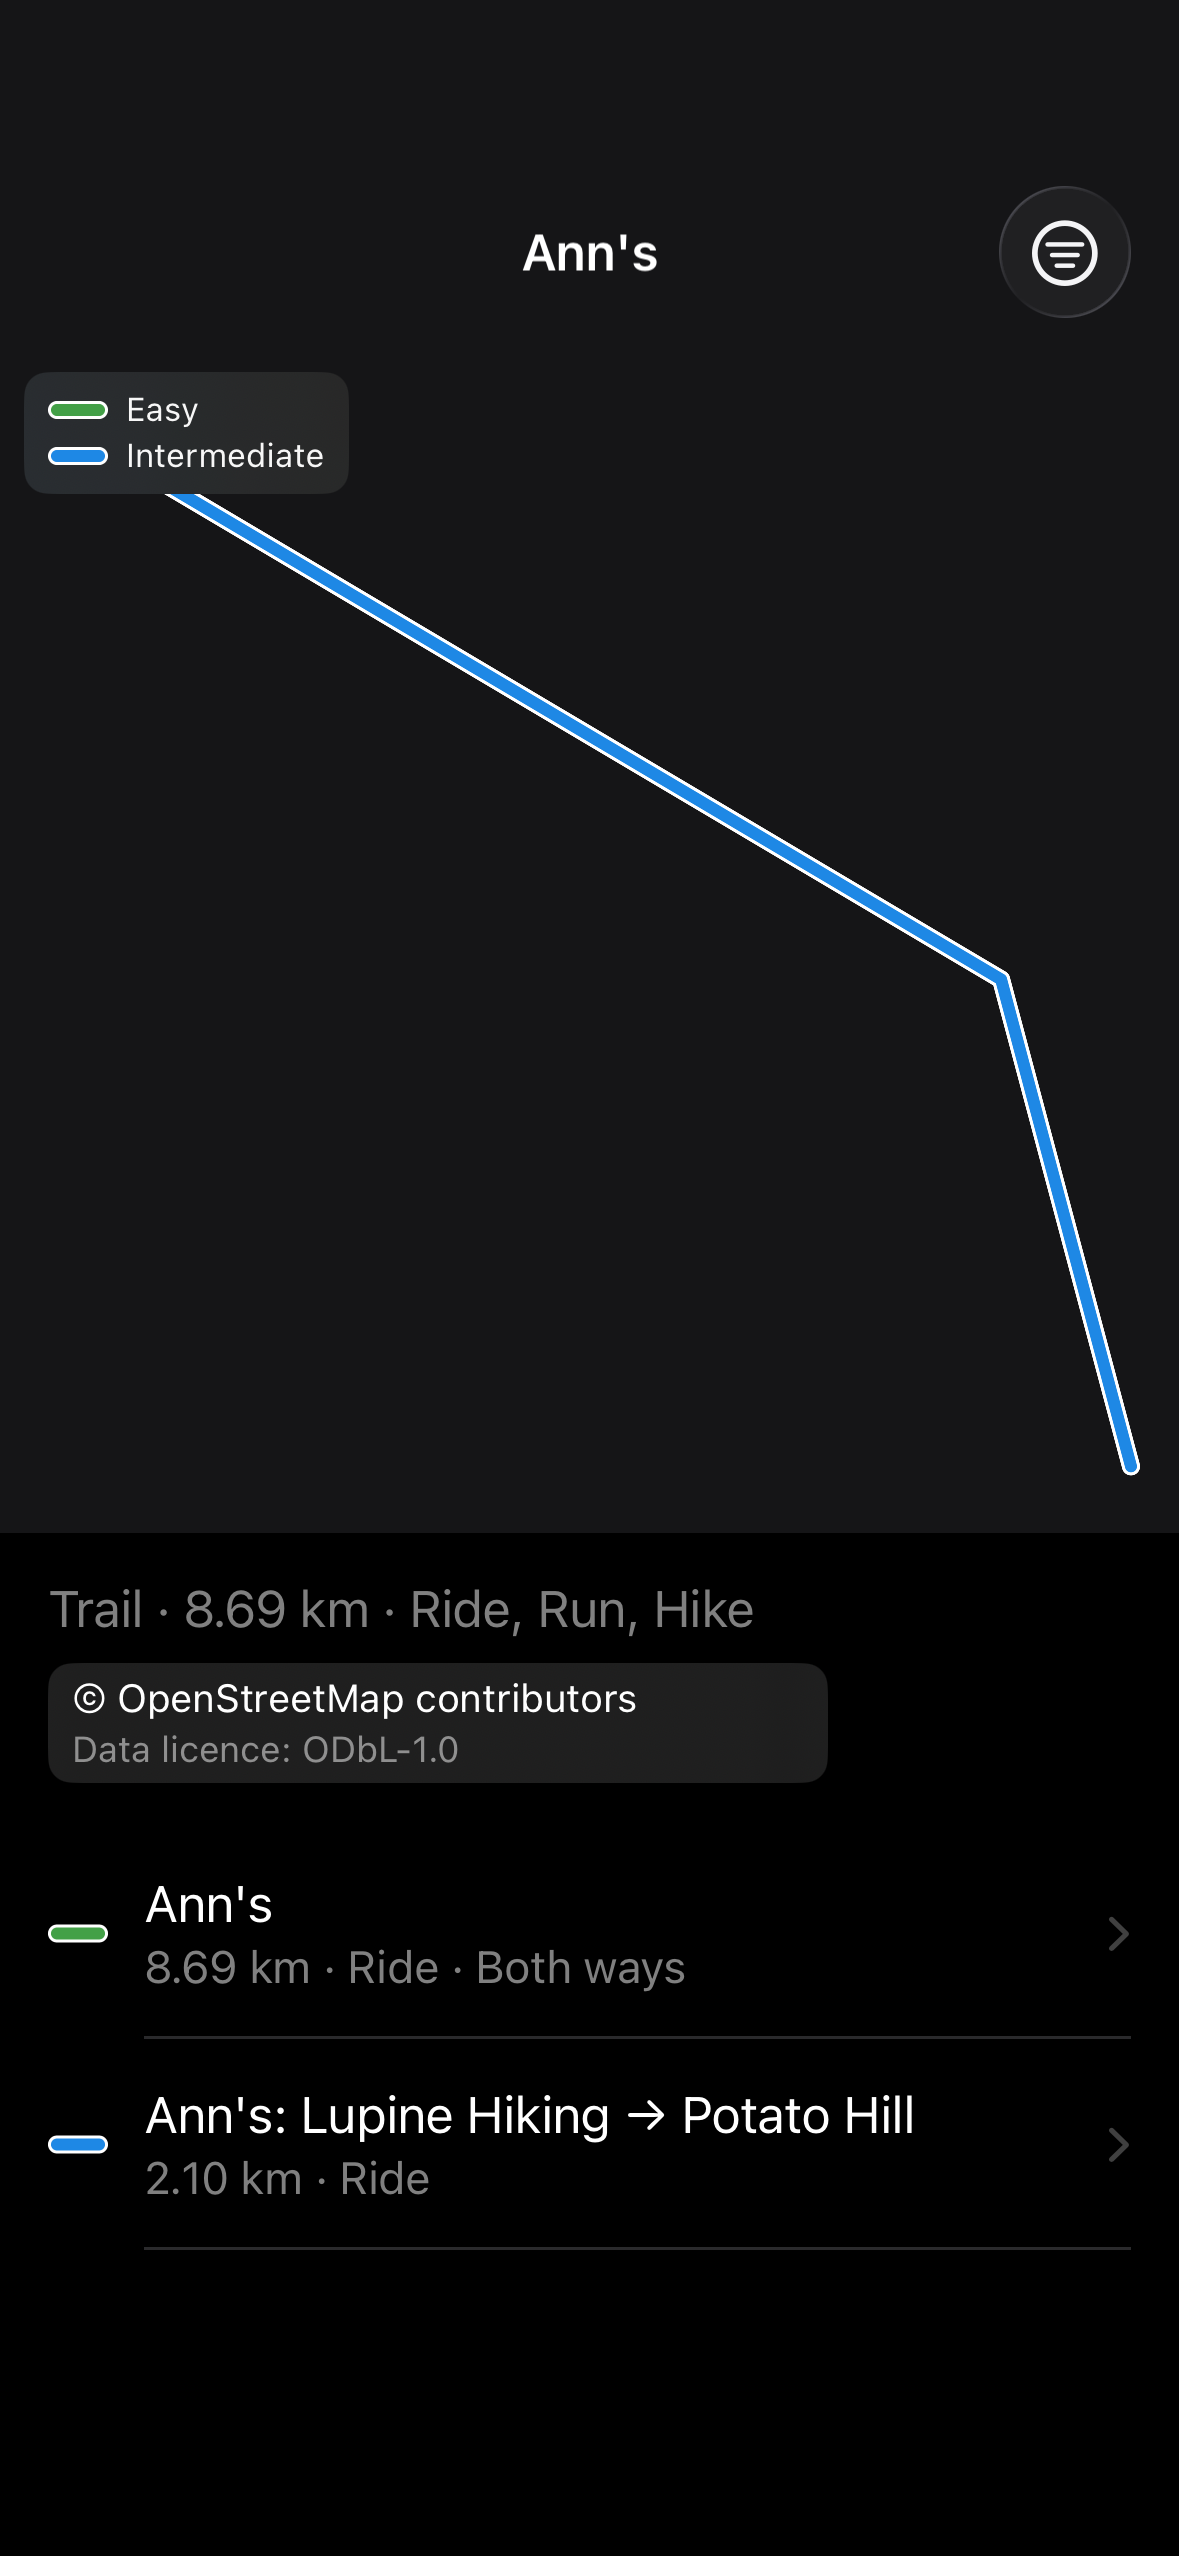 Ann's
Easy
Intermediate
Trail · 8.69 km · Ride, Run, Hike
© OpenStreetMap contributors
Data licence: ODbL-1.0
Ann's
8.69 km · Ride · Both ways
Ann's: Lupine Hiking → Potato Hill
2.10 km · Ride